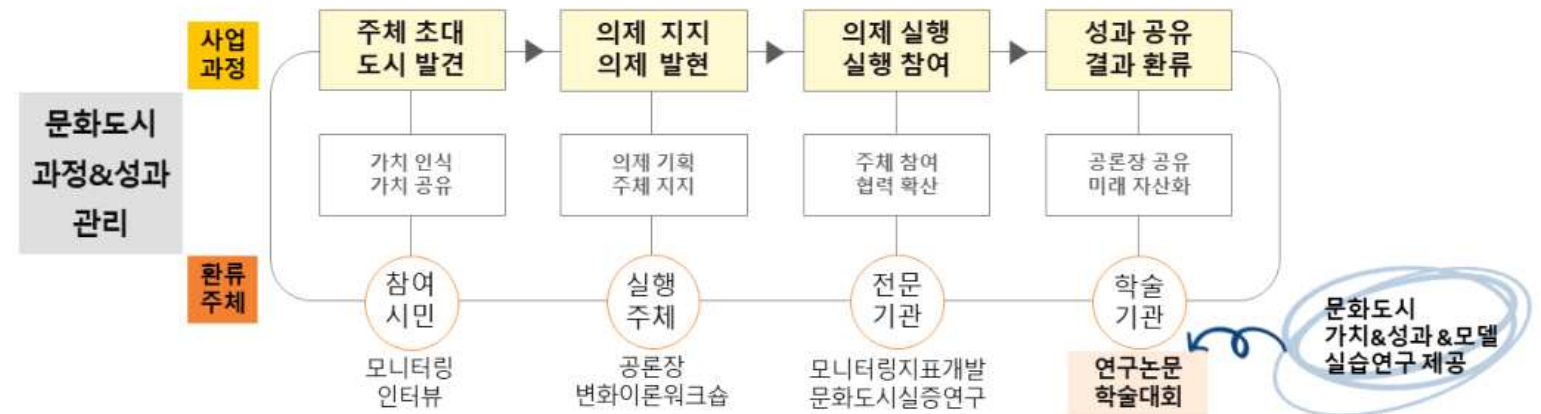 문화도시
과정&성과
관리
사업
과정
주체 초대
도시 발견
의제 지지
의제 발현
의제 실행
실행 참여
성과 공유
결과 환류
가치 인식
가치 공유
의제 기획
주체 지지
주체 참여
협력 확산
공론장 공유
미래 자산화
환류
주체
참여
시민
실행
주체
전문
기관
학술
기관
모니터링
인터뷰
공론장
변화이론워크숍
모니터링지표개발
문화도시실증연구
연구논문
학술대회
문화도시
가치&성과&모델
실습연구 제공